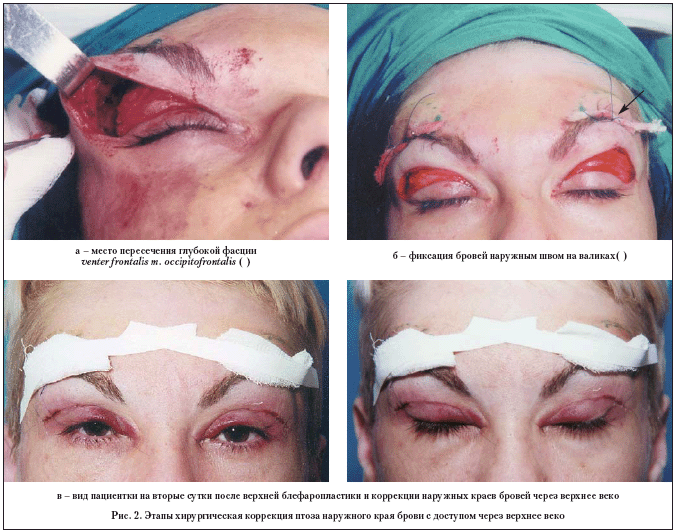 а – место пересечения глубокой фасции
venter frontalis m. occipitofrontalis ( )
б – фиксация бровей наружным швом на валиках( )
в – вид пациентки на вторые сутки после верхней блефаропластики и коррекции наружных краев бровей через верхнее веко
Рис. 2. Этапы хирургическая коррекция птоза наружного края брови с доступом через верхнее веко